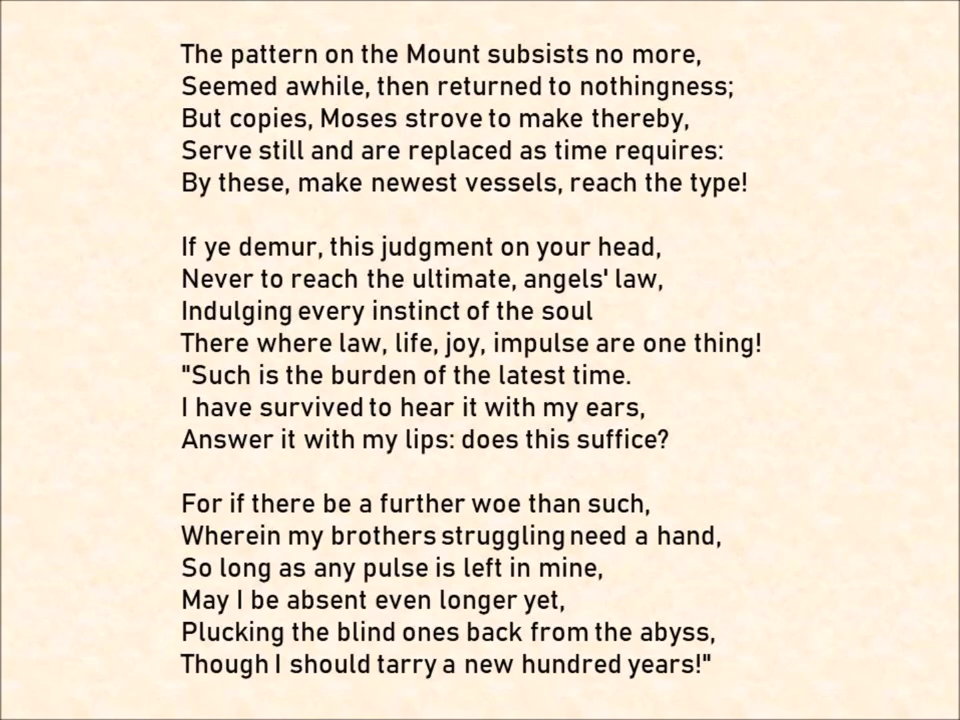 The pattern on the Mount subsists no more,
Seemed awhile, then returned to nothingness;
But copies, Moses strove to make thereby,
Serve still and are replaced as time requires:
By these, make newest vessels, reach the type!
If ye demur, this judgment on your head,
Never to reach the ultimate, angels' law,
Indulging every instinct of the soul
There where law, life, joy, impulse are one thing!
"Such is the burden of the latest time.
I have survived to hear it with my ears,
Answer it with my lips: does this suffice?
For if there be a further woe than such,
Wherein my brothers struggling need a hand,
So long as any pulse is left in mine,
May I be absent even longer yet,
Plucking the blind ones back from the abyss,
Though I should tarry a new hundred years!"